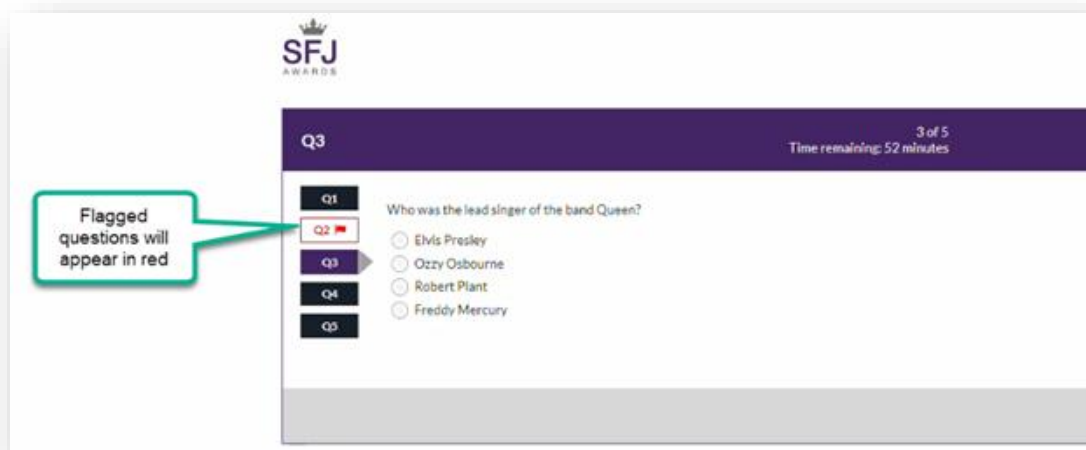 SFJ
AWARDS
Q3
3 of 5
Time remaining: 52 minutes
Flagged
questions will
appear in red
Q1
Q2
Q3
Q4
Q5
Who was the lead singer of the band Queen?
Elvis Presley
Ozzy Osbourne
Robert Plant
Freddy Mercury